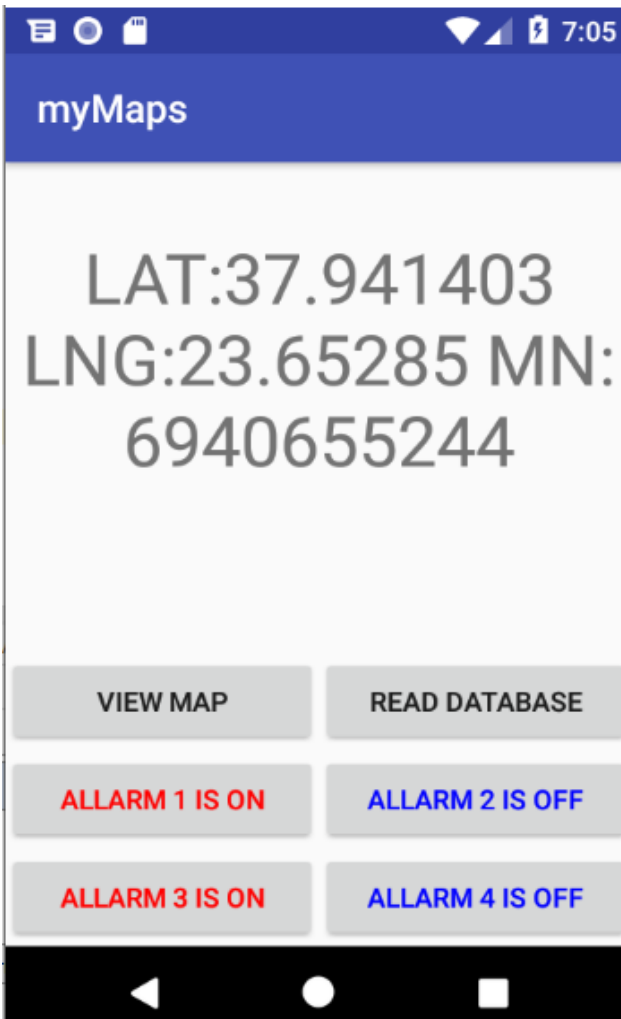 7:05
myMaps
LAT:37.941403
LNG:23.65285 MN:
6940655244
VIEW MAP
READ DATABASE
ALLARM 1 IS ON
ALLARM 2 IS OFF
ALLARM 3 IS ON
ALLARM 4 IS OFF